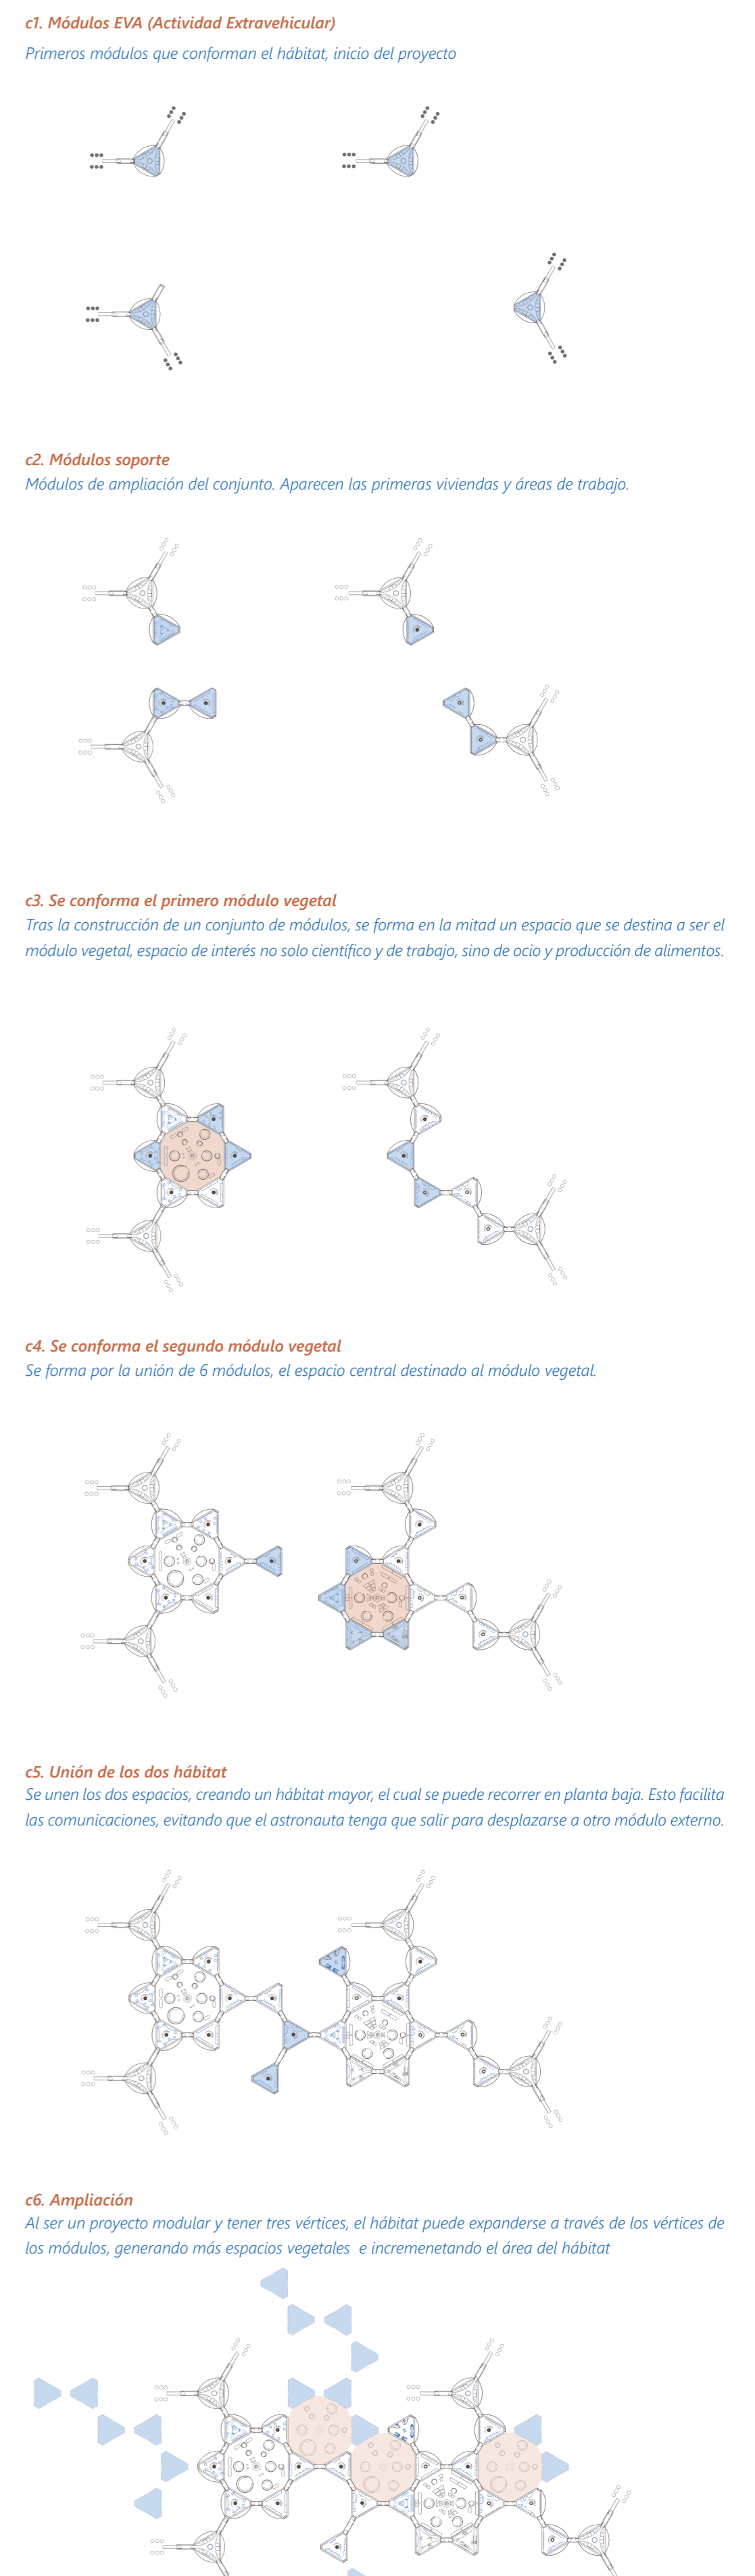 c1. Módulos EVA (Actividad Extravehicular)
Primeros módulos que conforman el hábitat, inicio del proyecto
c2. Módulos soporte
Módulos de ampliación del conjunto. Aparecen las primeras viviendas y áreas de trabajo.
c3. Se conforma el primero módulo vegetal
Tras la construcción de un conjunto de módulos, se forma en la mitad un espacio que se destina a ser el
módulo vegetal, espacio de interés no solo científico y de trabajo, sino de ocio y producción de alimentos.
c4. Se conforma el segundo módulo vegetal
Se forma por la unión de 6 módulos, el espacio central destinado al módulo vegetal.
c5. Unión de los dos hábitat
Se unen los dos espacios, creando un hábitat mayor, el cual se puede recorrer en planta baja. Esto facilita
las comunicaciones, evitando que el astronauta tenga que salir para desplazarse a otro módulo externo.
c6. Ampliación
Al ser un proyecto modular y tener tres vértices, el hábitat puede expanderse a través de los vértices de
los módulos, generando más espacios vegetales e incremenetando el área del hábitat